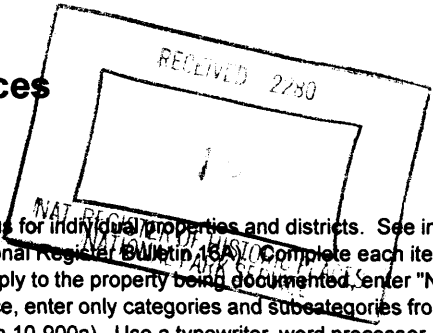 ces
RECEIVED 2280
NAT. REGISTER OF HISTORIC PLACES
NATIONAL PARK SERVICE
s for individual properties and districts. See in
onal Register Bulletin 16A). Complete each ite
ply to the property being documented, enter "N
ce, enter only categories and subcategories fro
10-900a). Use a typewriter, word processor